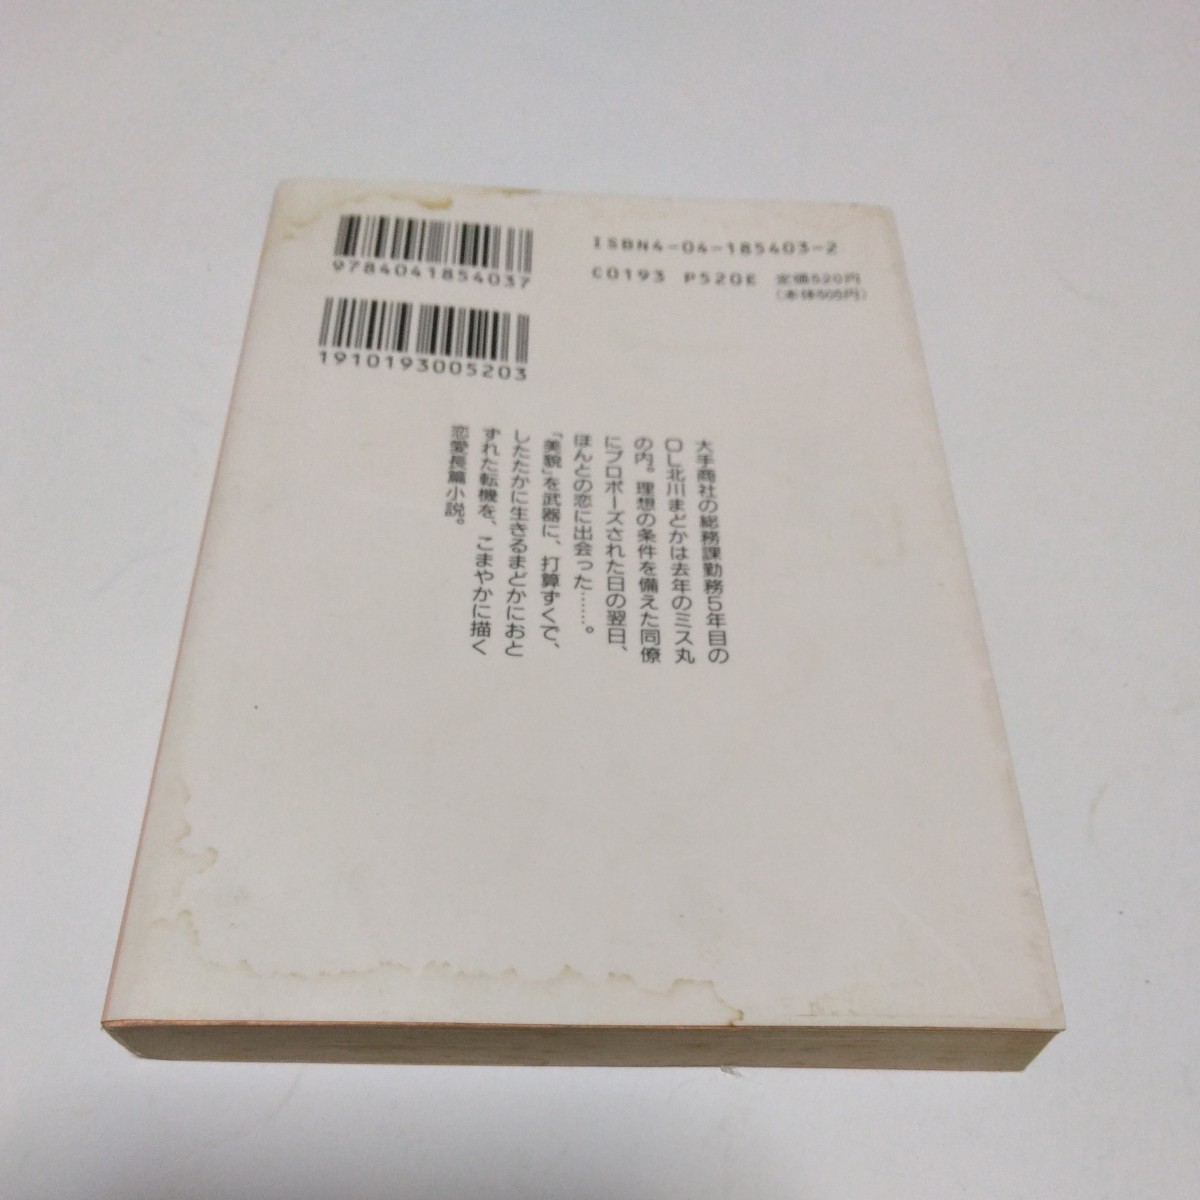 9784041854037
1910193005203
ISBN4-04-185403-2
C0193 P520E 定価520円
(本体505円)
大手商社の総務課勤務5年目の
OL北川まどかは去年のミス丸
の内。理想の条件を備えた同僚
にプロポーズされた日の翌日、
ほんとの恋に出会った……。
「美貌」を武器に、打算ずくで、
したたかに生きるまどかにおと
ずれた転機を、こまやかに描く
恋愛長篇小説。